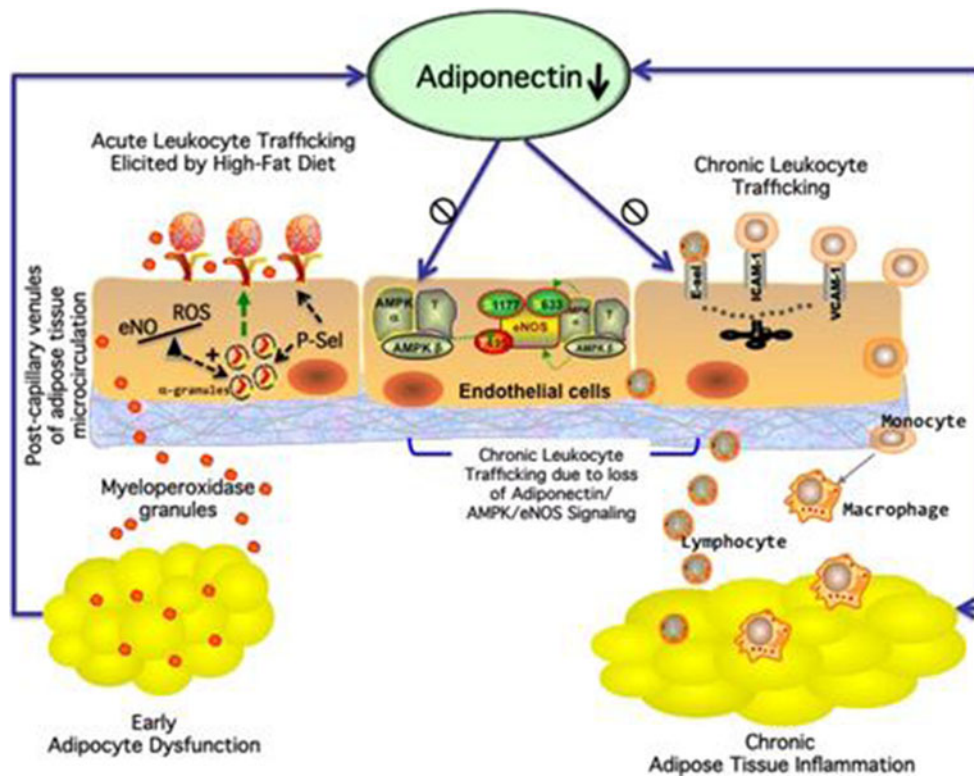 Adiponectin
Acute Leukocyte Trafficking
Elicited by High-Fat Diet
Chronic Leukocyte
Trafficking
Post-capillary venules
of adipose tissue
microcirculation
eNO
ROS
+
P-Sel
α-granules
AMPK
α
γ
AMPK β
1177
633
eNOS
495
AMPK
α
γ
AMPK β
Endothelial cells
E-sel
ICAM-1
VCAM-1
Monocyte
Chronic Leukocyte
Trafficking due to loss
of Adiponectin/
AMPK/eNOS Signaling
Myeloperoxidase
granules
Macrophage
Lymphocyte
Early
Adipocyte Dysfunction
Chronic
Adipose Tissue Inflammation